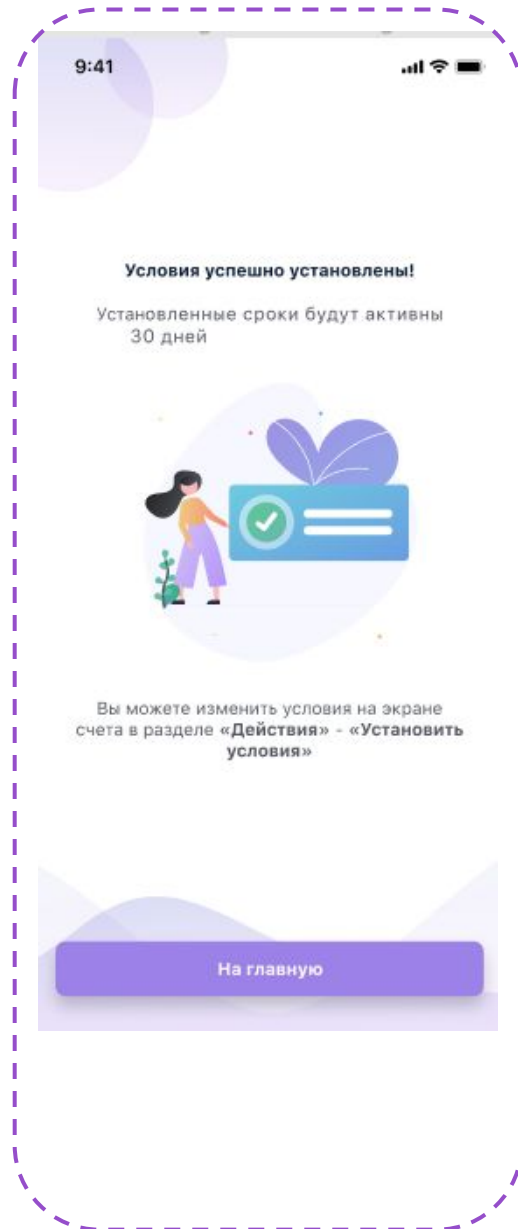 9:41
Условия успешно установлены!
Установленные сроки будут активны
30 дней
Вы можете изменить условия на экране
счета в разделе «Действия» - «Установить
условия»
На главную